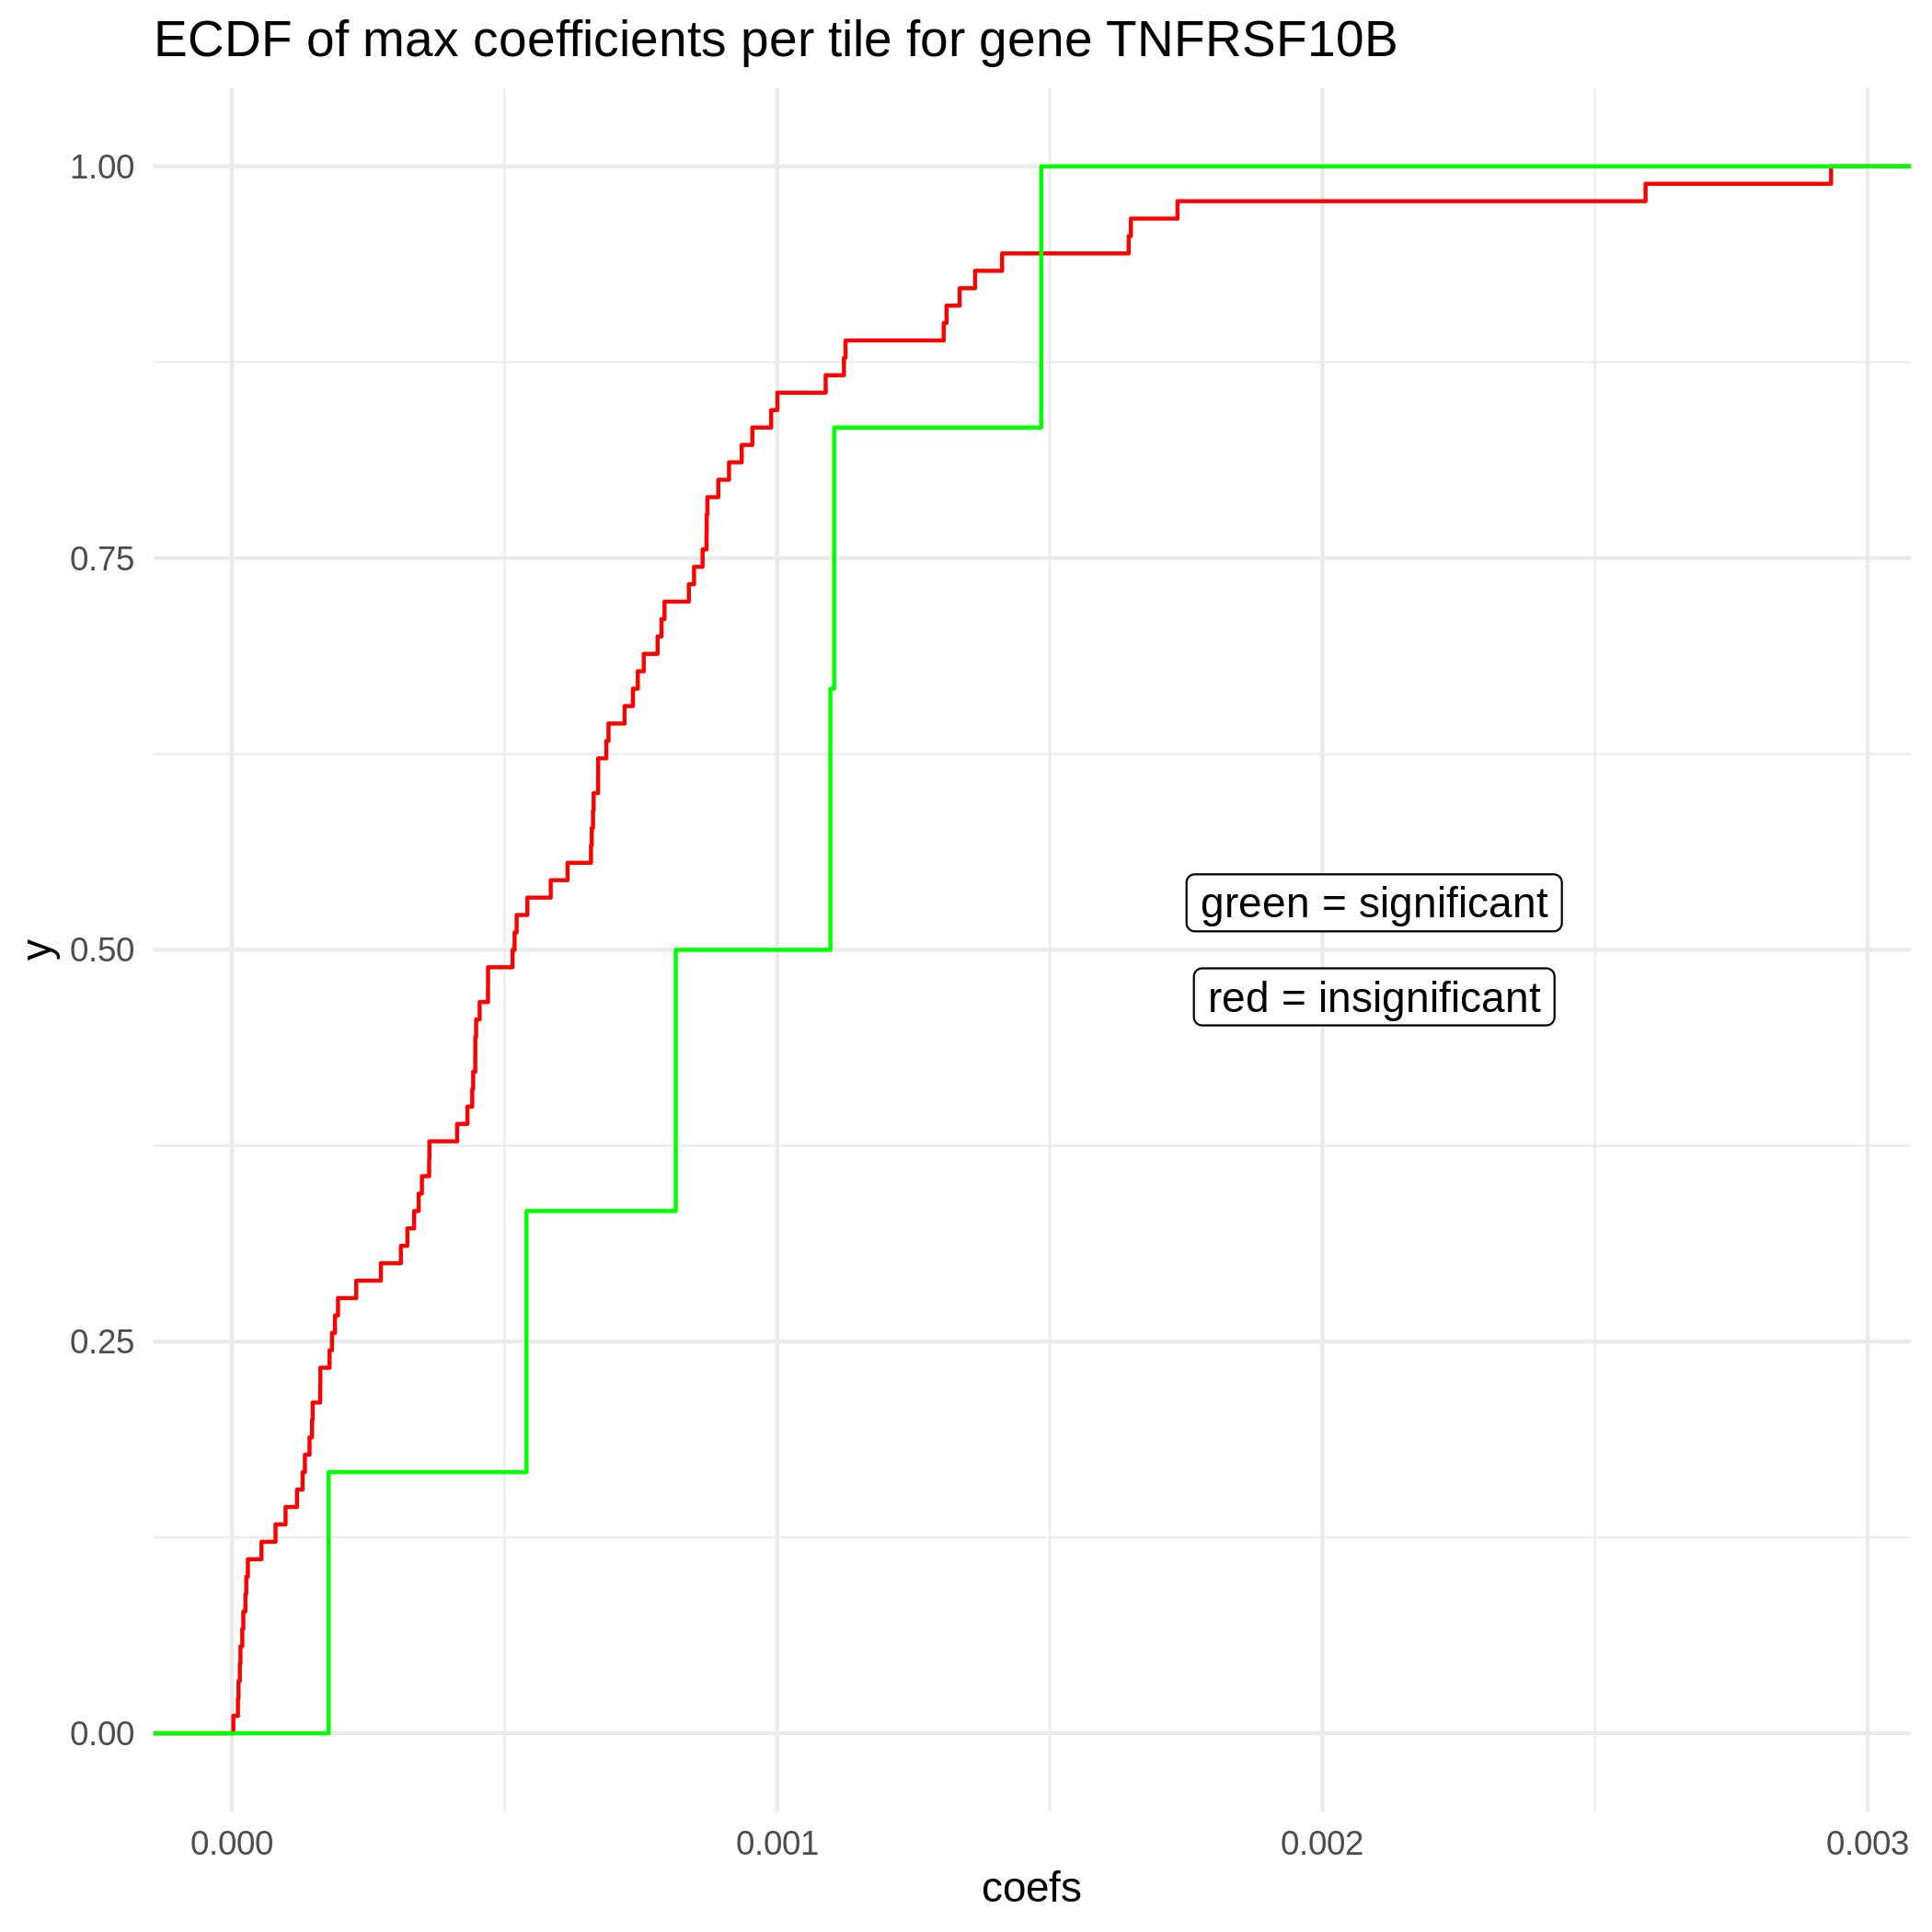 ECDF of max coefficients per tile for gene TNFRSF10B
1.00
0.75
0.50
0.25
0.00
y
green = significant
red = insignificant
0.000 0.001 0.002 0.003
coefs